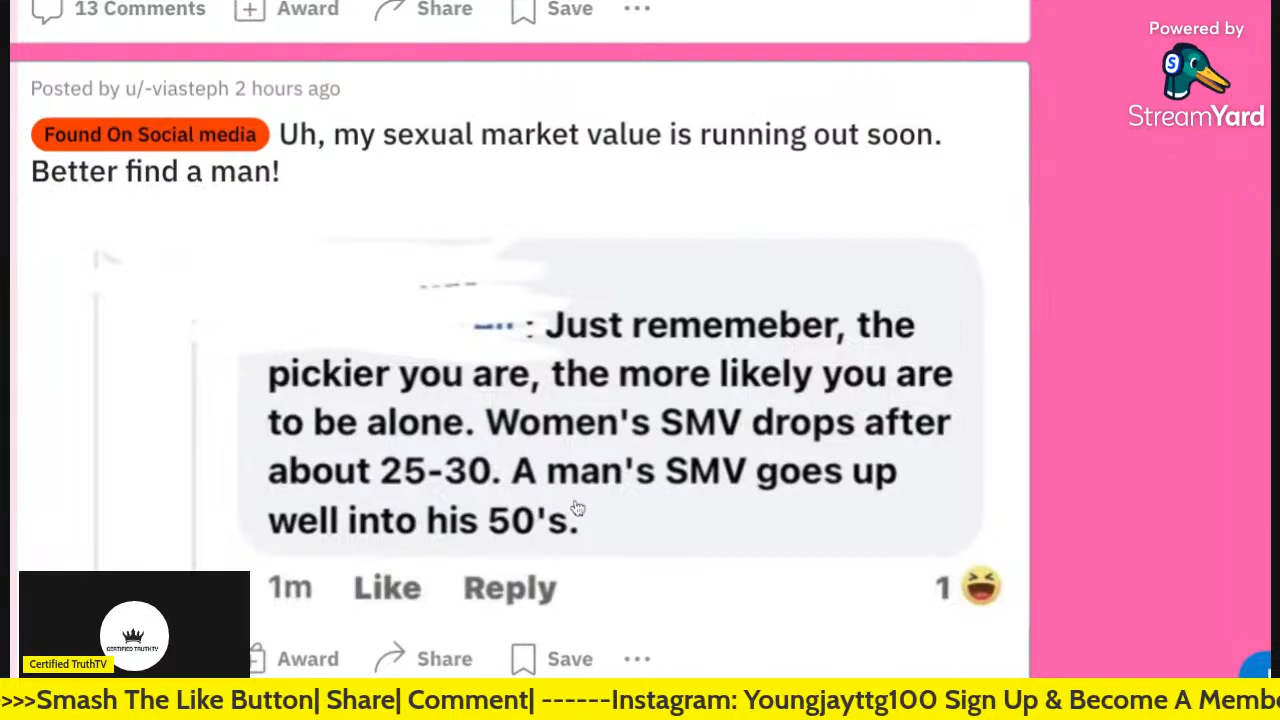 13 Comments Award Share Save ...
Powered by
StreamYard
Posted by u/-viasteph 2 hours ago
Found On Social media Uh, my sexual market value is running out soon.
Better find a man!
: Just rememeber, the
pickier you are, the more likely you are
to be alone. Women's SMV drops after
about 25-30. A man's SMV goes up
well into his 50's.
1m Like Reply 1
Award Share Save ...
CERTIFIED TRUTHTV
Certified TruthTV
>>>Smash The Like Button| Share| Comment| ------Instagram: Youngjayttg100 Sign Up & Become A Membe